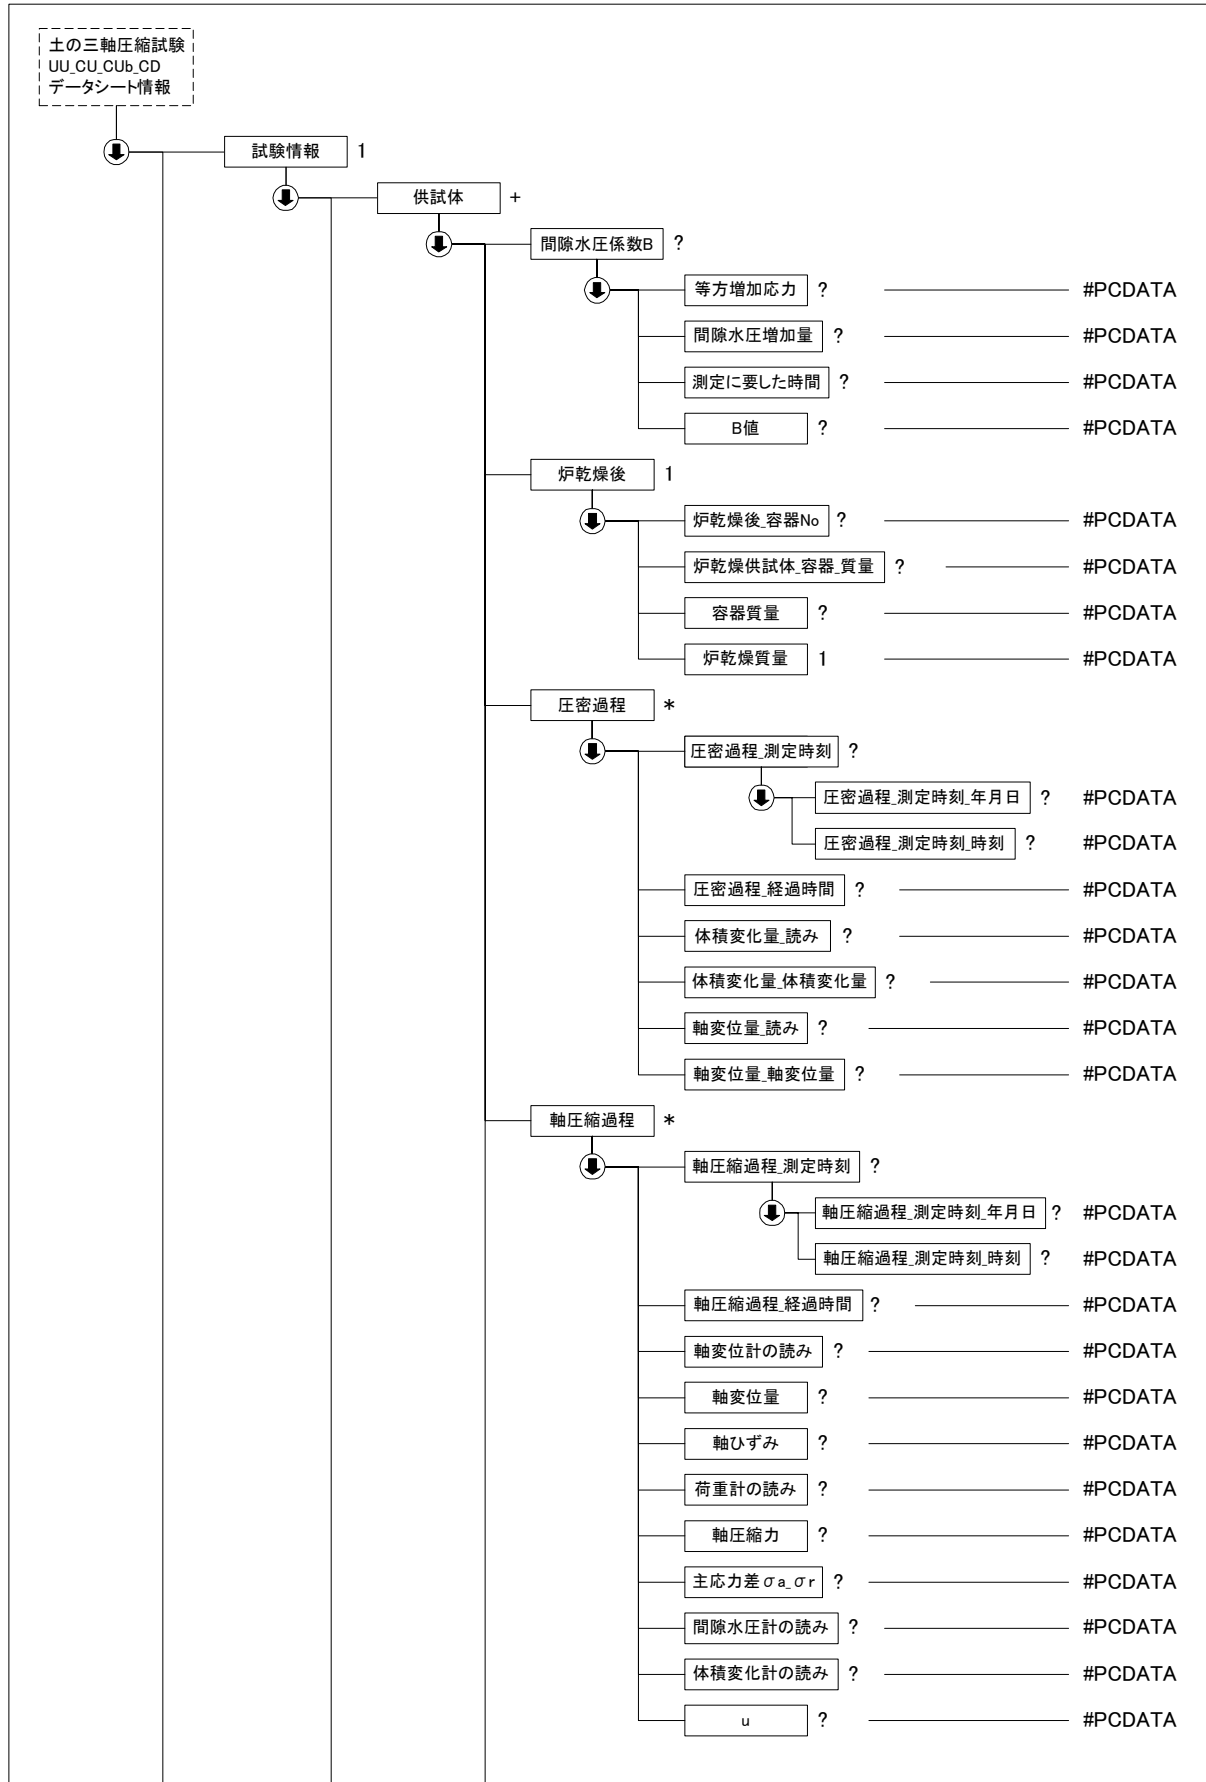 土の三軸圧縮試験
UU_CU_CUb_CD
データシート情報
試験情報 1
供試体 +
間隙水圧係数B ?
等方増加応力 ? #PCDATA
間隙水圧増加量 ? #PCDATA
測定に要した時間 ? #PCDATA
B値 ? #PCDATA
炉乾燥後 1
炉乾燥後_容器No ? #PCDATA
炉乾燥供試体_容器_質量 ? #PCDATA
容器質量 ? #PCDATA
炉乾燥質量 1 #PCDATA
圧密過程 *
圧密過程_測定時刻 ?
圧密過程_測定時刻_年月日 ? #PCDATA
圧密過程_測定時刻_時刻 ? #PCDATA
圧密過程_経過時間 ? #PCDATA
体積変化量_読み ? #PCDATA
体積変化量_体積変化量 ? #PCDATA
軸変位量_読み ? #PCDATA
軸変位量_軸変位量 ? #PCDATA
軸圧縮過程 *
軸圧縮過程_測定時刻 ?
軸圧縮過程_測定時刻_年月日 ? #PCDATA
軸圧縮過程_測定時刻_時刻 ? #PCDATA
軸圧縮過程_経過時間 ? #PCDATA
軸変位計の読み ? #PCDATA
軸変位量 ? #PCDATA
軸ひずみ ? #PCDATA
荷重計の読み ? #PCDATA
軸圧縮力 ? #PCDATA
主応力差σa_σr ? #PCDATA
間隙水圧計の読み ? #PCDATA
体積変化計の読み ? #PCDATA
u ? #PCDATA